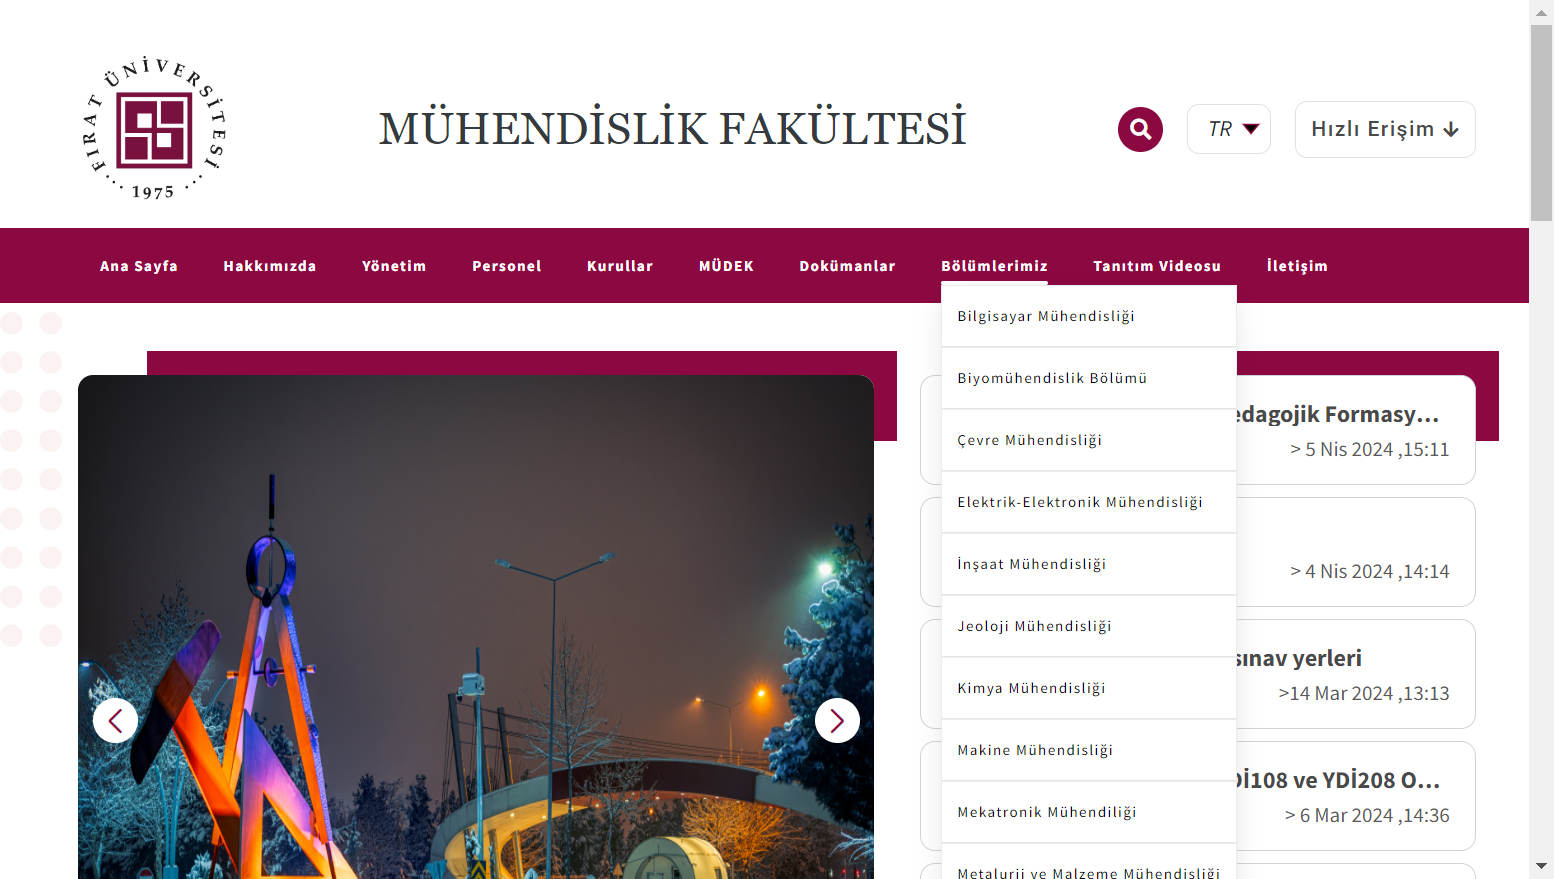 FIRAT ÜNİVERSİTESİ
1975
MÜHENDİSLİK FAKÜLTESİ
TR
Hızlı Erişim
Ana Sayfa
Hakkımızda
Yönetim
Personel
Kurullar
MÜDEK
Dokümanlar
Bölümlerimiz
Tanıtım Videosu
İletişim
Bilgisayar Mühendisliği
Biyomühendislik Bölümü
Çevre Mühendisliği
Elektrik-Elektronik Mühendisliği
İnşaat Mühendisliği
Jeoloji Mühendisliği
Kimya Mühendisliği
Makine Mühendisliği
Mekatronik Mühendiliği
Metalurji ve Malzeme Mühendisliği
edagojik Formasy...
> 5 Nis 2024 ,15:11
> 4 Nis 2024 ,14:14
sınav yerleri
>14 Mar 2024 ,13:13
Dİ108 ve YDİ208 O...
> 6 Mar 2024 ,14:36